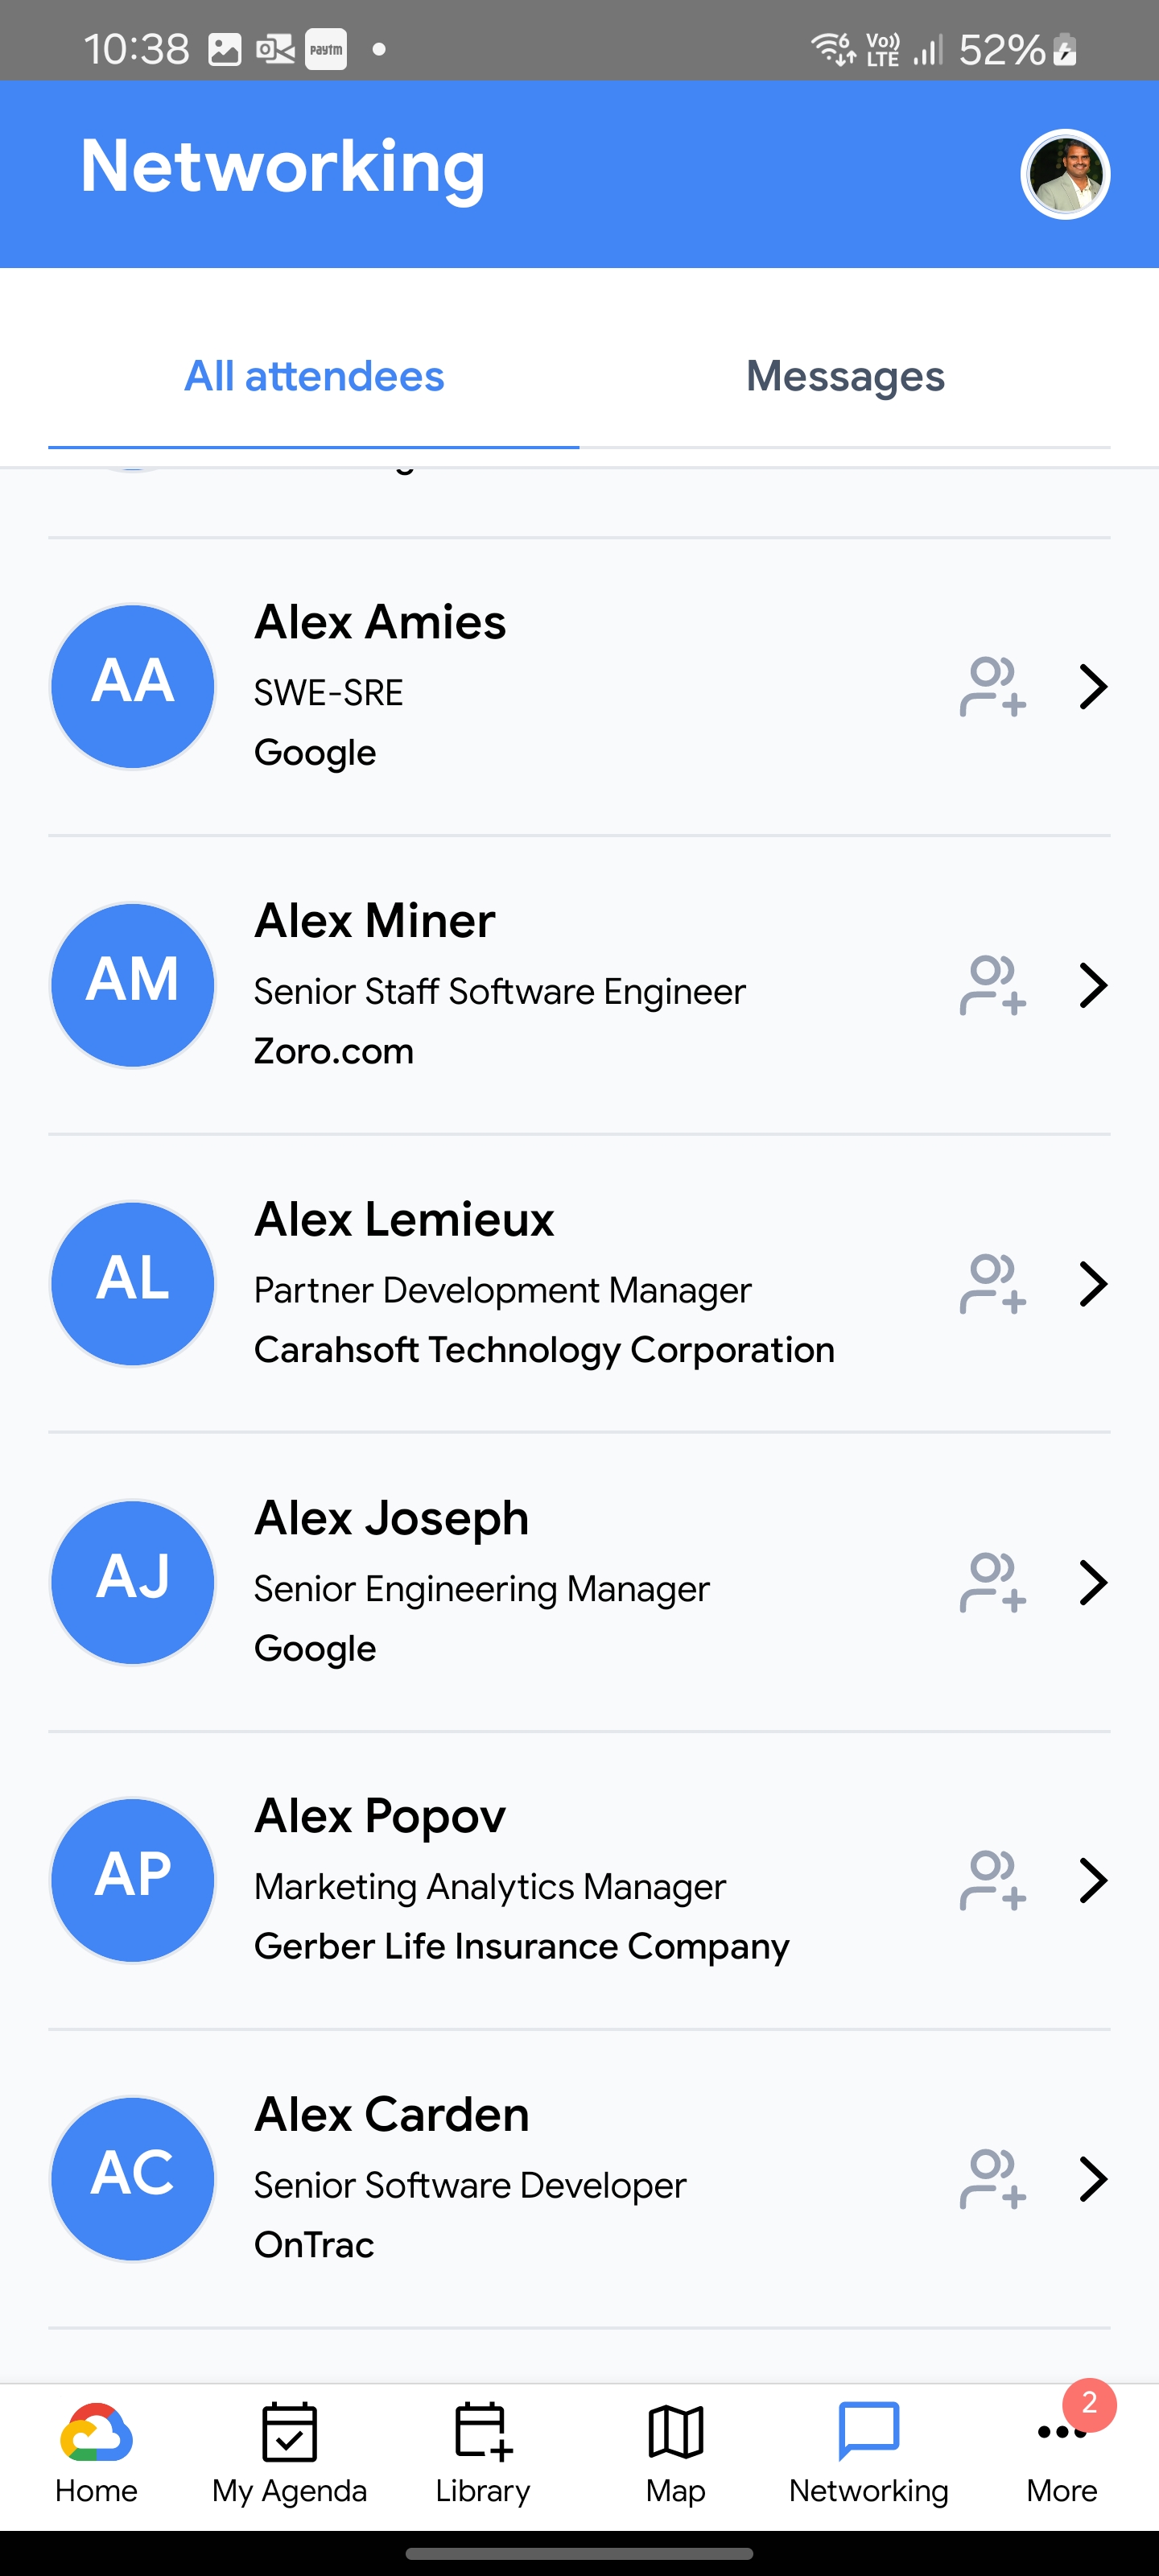 10:38 paytm Vo)) LTE 6 52%
Networking
All attendees Messages
AA
Alex Amies
SWE-SRE
Google
AM
Alex Miner
Senior Staff Software Engineer
Zoro.com
AL
Alex Lemieux
Partner Development Manager
Carahsoft Technology Corporation
AJ
Alex Joseph
Senior Engineering Manager
Google
AP
Alex Popov
Marketing Analytics Manager
Gerber Life Insurance Company
AC
Alex Carden
Senior Software Developer
OnTrac
2
Home My Agenda Library Map Networking More